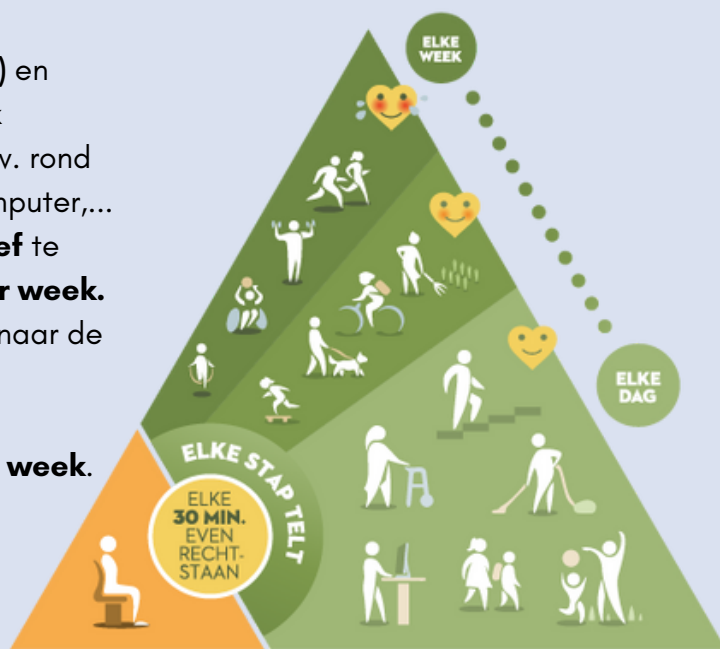 ) en
v. rond
mputer,...
ef te
r week.
naar de
week.
ELKE
WEEK
ELKE
DAG
ELKE STAP TELT
ELKE
30 MIN.
EVEN
RECHT-
STAAN